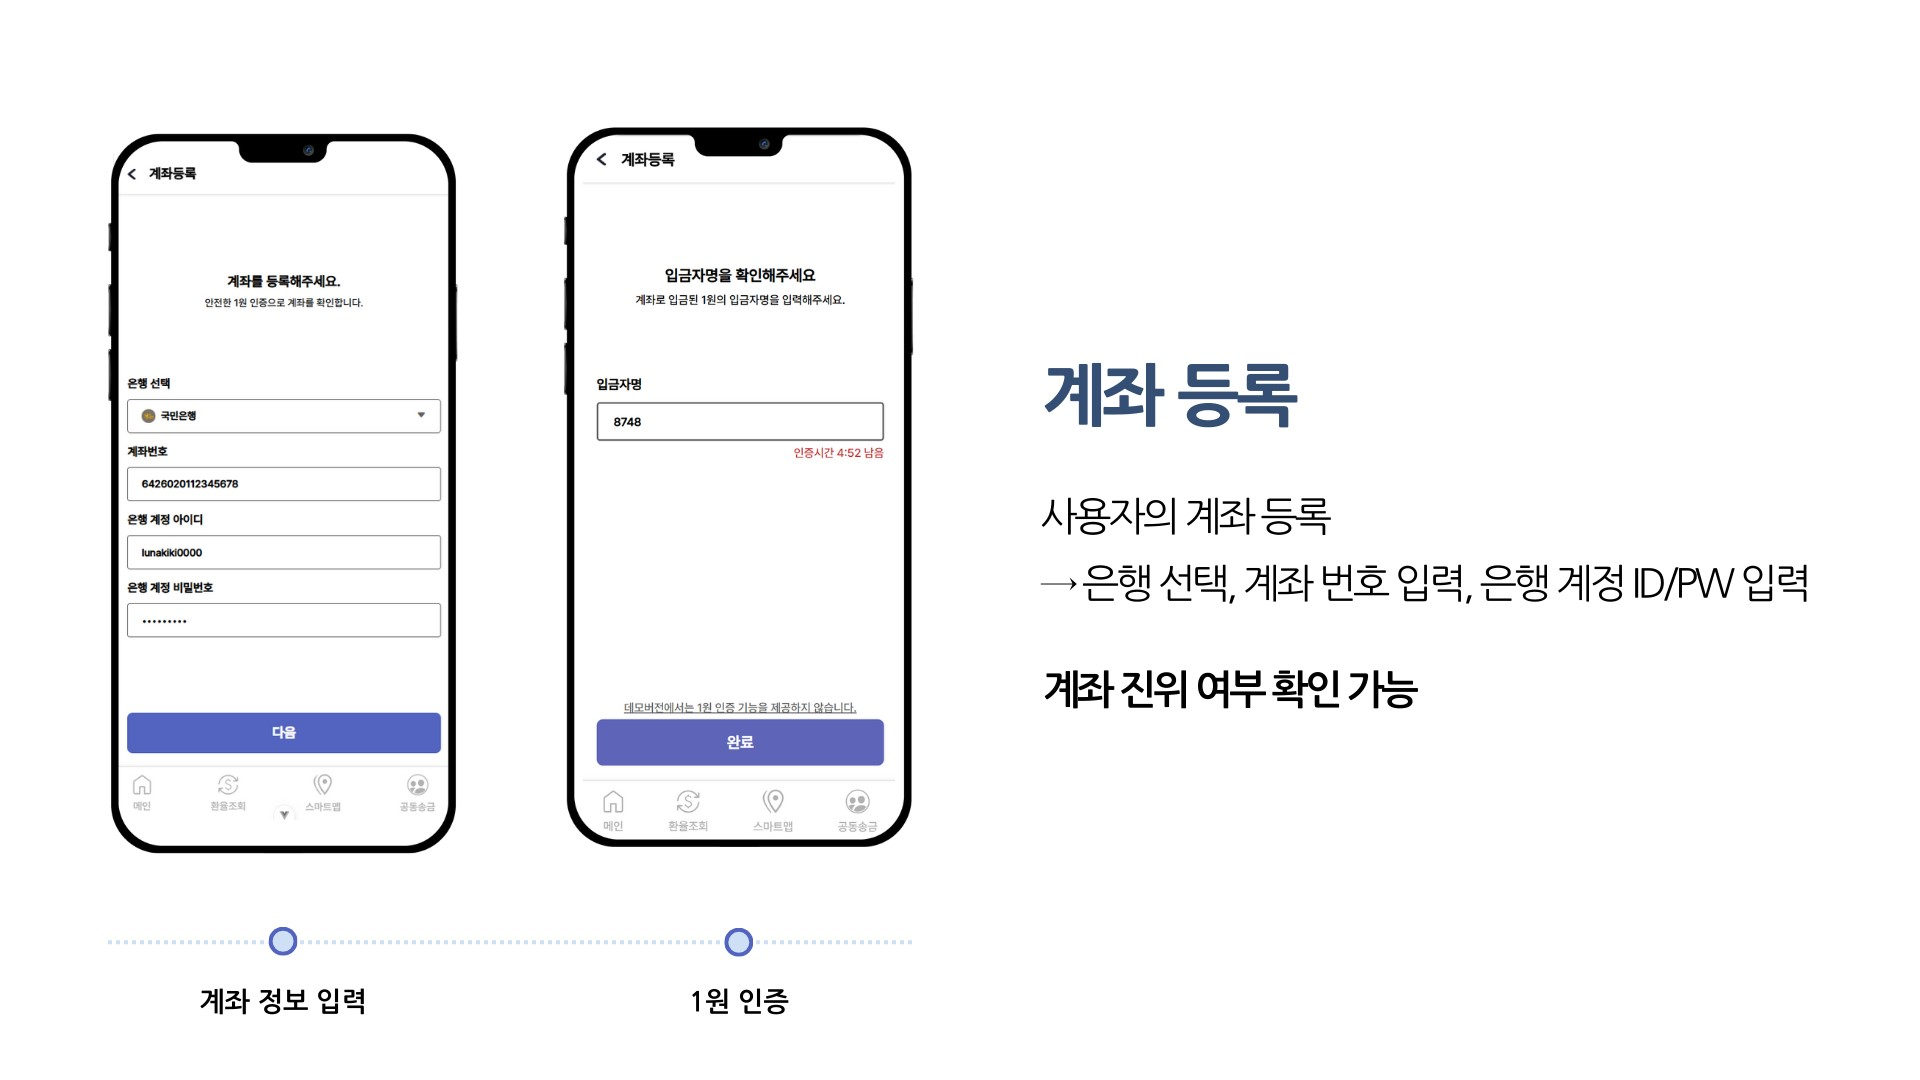 계좌등록
계좌를 등록해주세요.
안전한 1원 인증으로 계좌를 확인합니다.
은행 선택
국민은행
계좌번호
6426020112345678
은행 계정 아이디
lunakiki0000
은행 계정 비밀번호
•••••••••
다음
메인 환율조회 스마트맵 공동송금
계좌등록
입금자명을 확인해주세요
계좌로 입금된 1원의 입금자명을 입력해주세요.
입금자명
8748
인증시간 4:52 남음
데모버전에서는 1원 인증 기능을 제공하지 않습니다.
완료
메인 환율조회 스마트맵 공동송금
계좌 정보 입력
1원 인증
계좌 등록
사용자의 계좌 등록
→ 은행 선택, 계좌 번호 입력, 은행 계정 ID/PW 입력
계좌 진위 여부 확인 가능